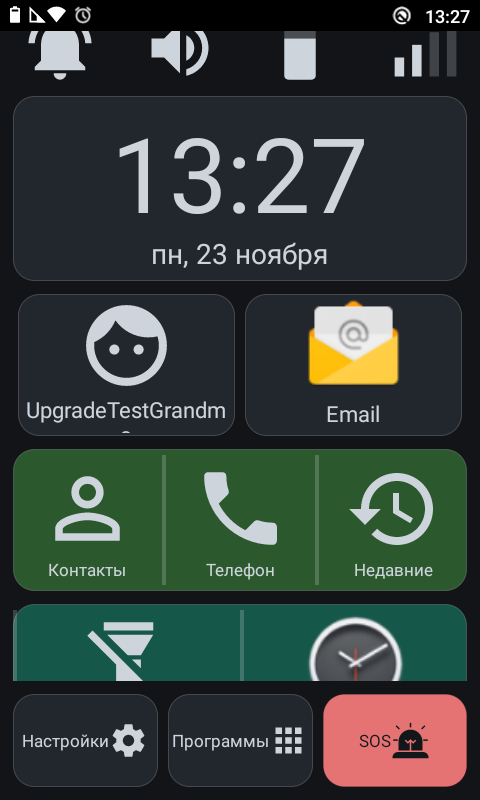 13:27
13:27
пн, 23 ноября
UpgradeTestGrandm
Email
Контакты
Телефон
Недавние
Настройки
Программы
SOS